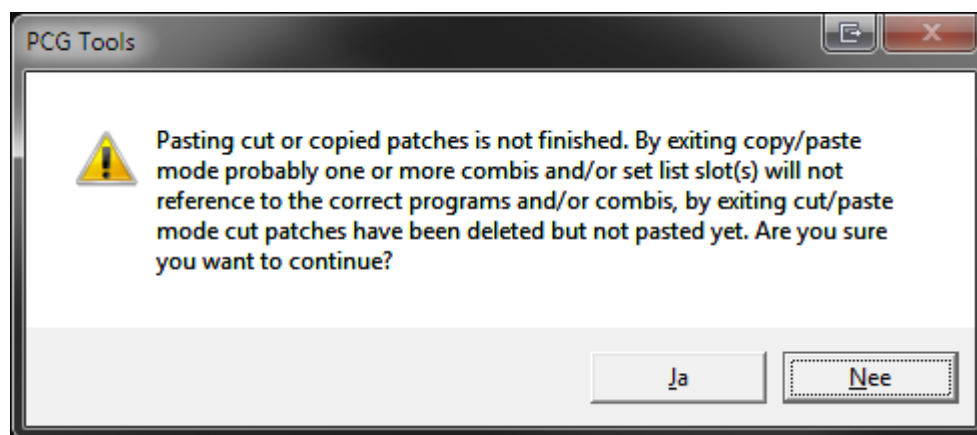 PCG Tools
Pasting cut or copied patches is not finished. By exiting copy/paste
mode probably one or more combis and/or set list slot(s) will not
reference to the correct programs and/or combis, by exiting cut/paste
mode cut patches have been deleted but not pasted yet. Are you sure
you want to continue?
Ja
Nee